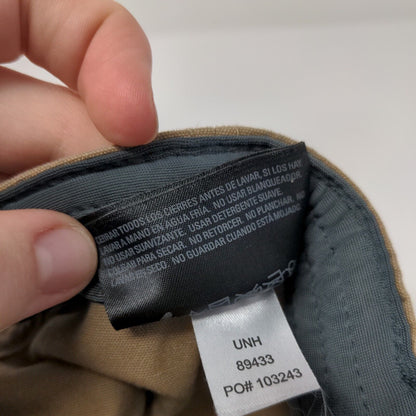 CERRAR TODOS LOS CIERRES ANTES DE LAVAR, SI LOS HAY.
LAVAR A MANO EN AGUA FRÍA. NO USAR BLANQUEADOR.
NO USAR SUAVIZANTE. USAR DETERGENTE SUAVE.
COLGAR PARA SECAR. NO RETORCER. NO PLANCHAR. NO
LAVAR EN SECO. NO USAR CUANDO ESTÁ MOJADO.
UNH
89433
PO# 103243